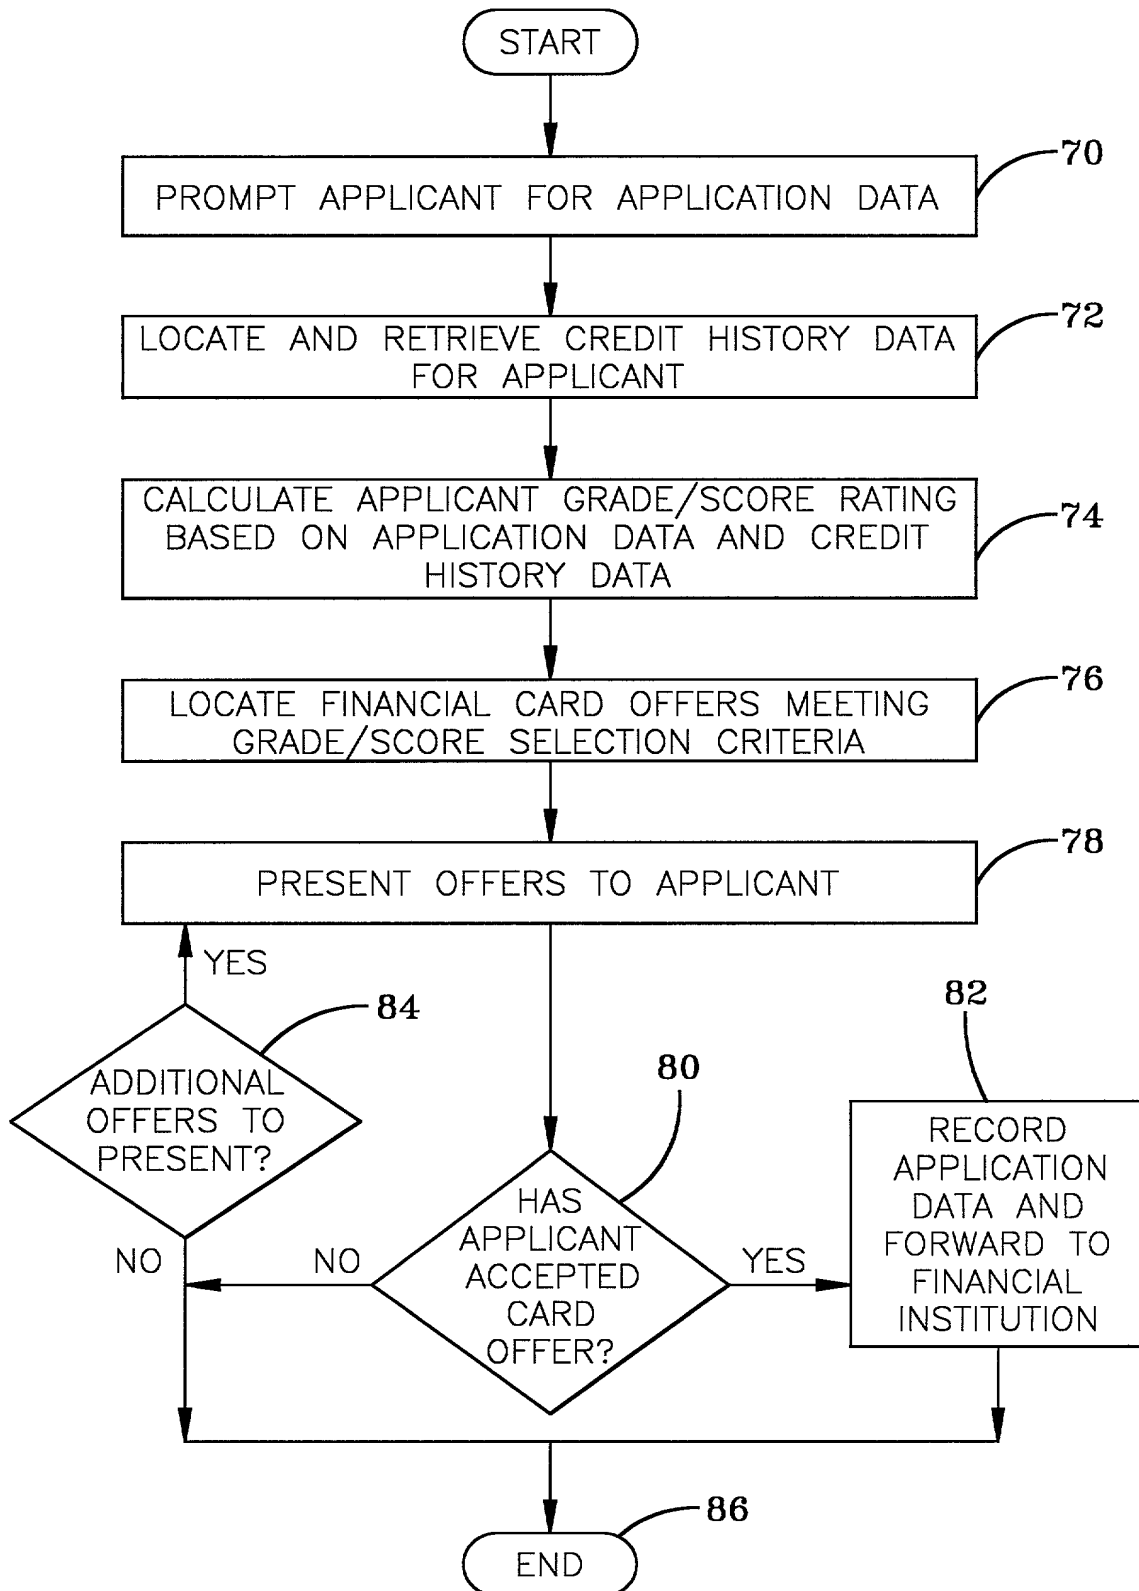 START
70
PROMPT APPLICANT FOR APPLICATION DATA
72
LOCATE AND RETRIEVE CREDIT HISTORY DATA
FOR APPLICANT
74
CALCULATE APPLICANT GRADE/SCORE RATING
BASED ON APPLICATION DATA AND CREDIT
HISTORY DATA
76
LOCATE FINANCIAL CARD OFFERS MEETING
GRADE/SCORE SELECTION CRITERIA
78
PRESENT OFFERS TO APPLICANT
YES
84
ADDITIONAL
OFFERS TO
PRESENT?
NO
80
HAS
APPLICANT
ACCEPTED
CARD
OFFER?
NO
YES
82
RECORD
APPLICATION
DATA AND
FORWARD TO
FINANCIAL
INSTITUTION
86
END